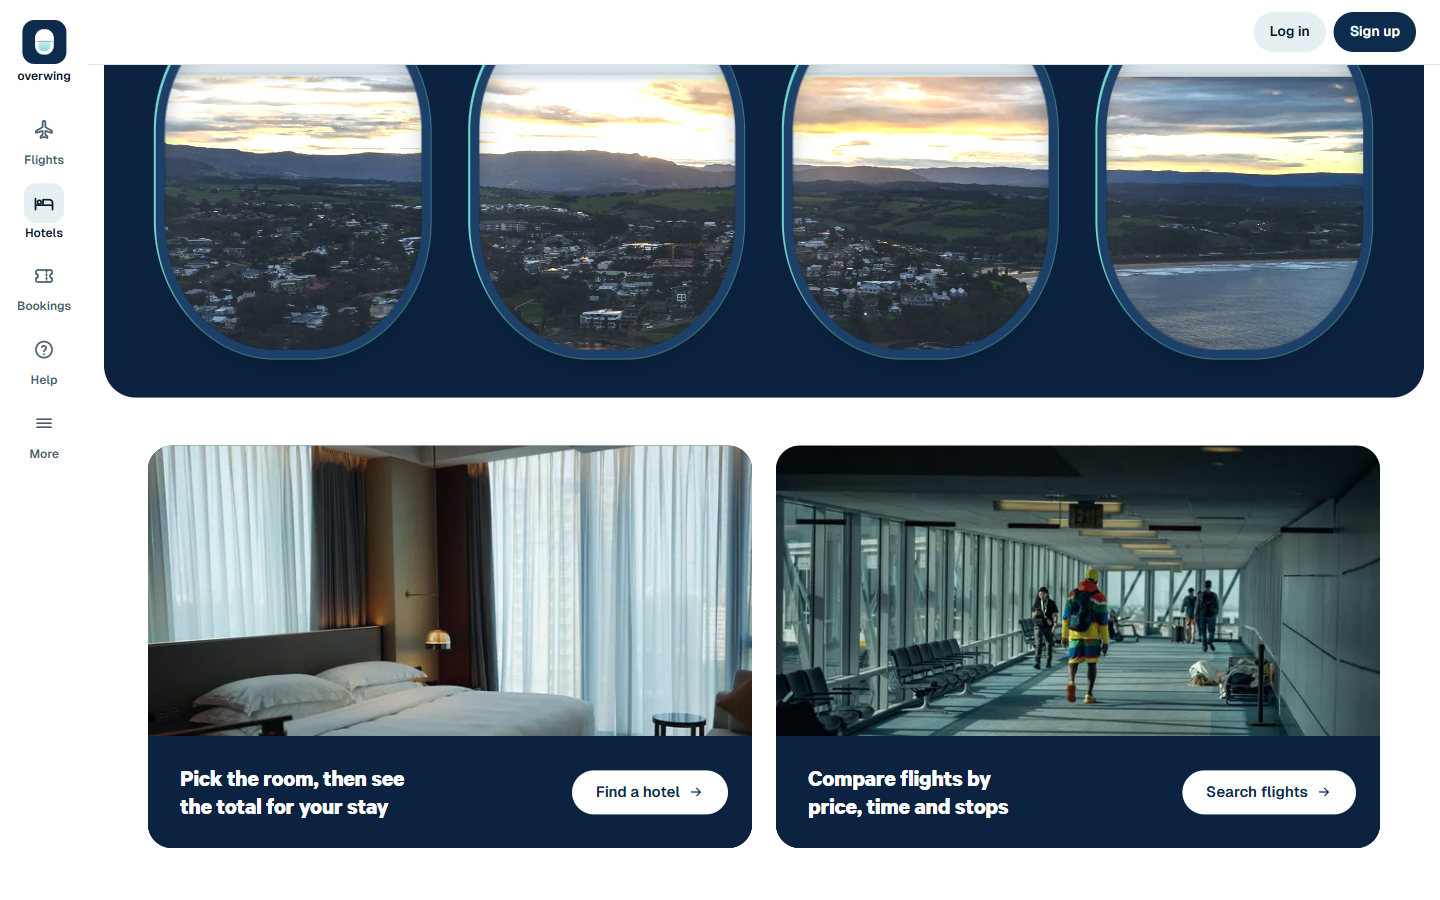 overwing
Log in
Sign up
Flights
Hotels
Bookings
Help
More
EXIT
Pick the room, then see
the total for your stay
Find a hotel
Compare flights by
price, time and stops
Search flights